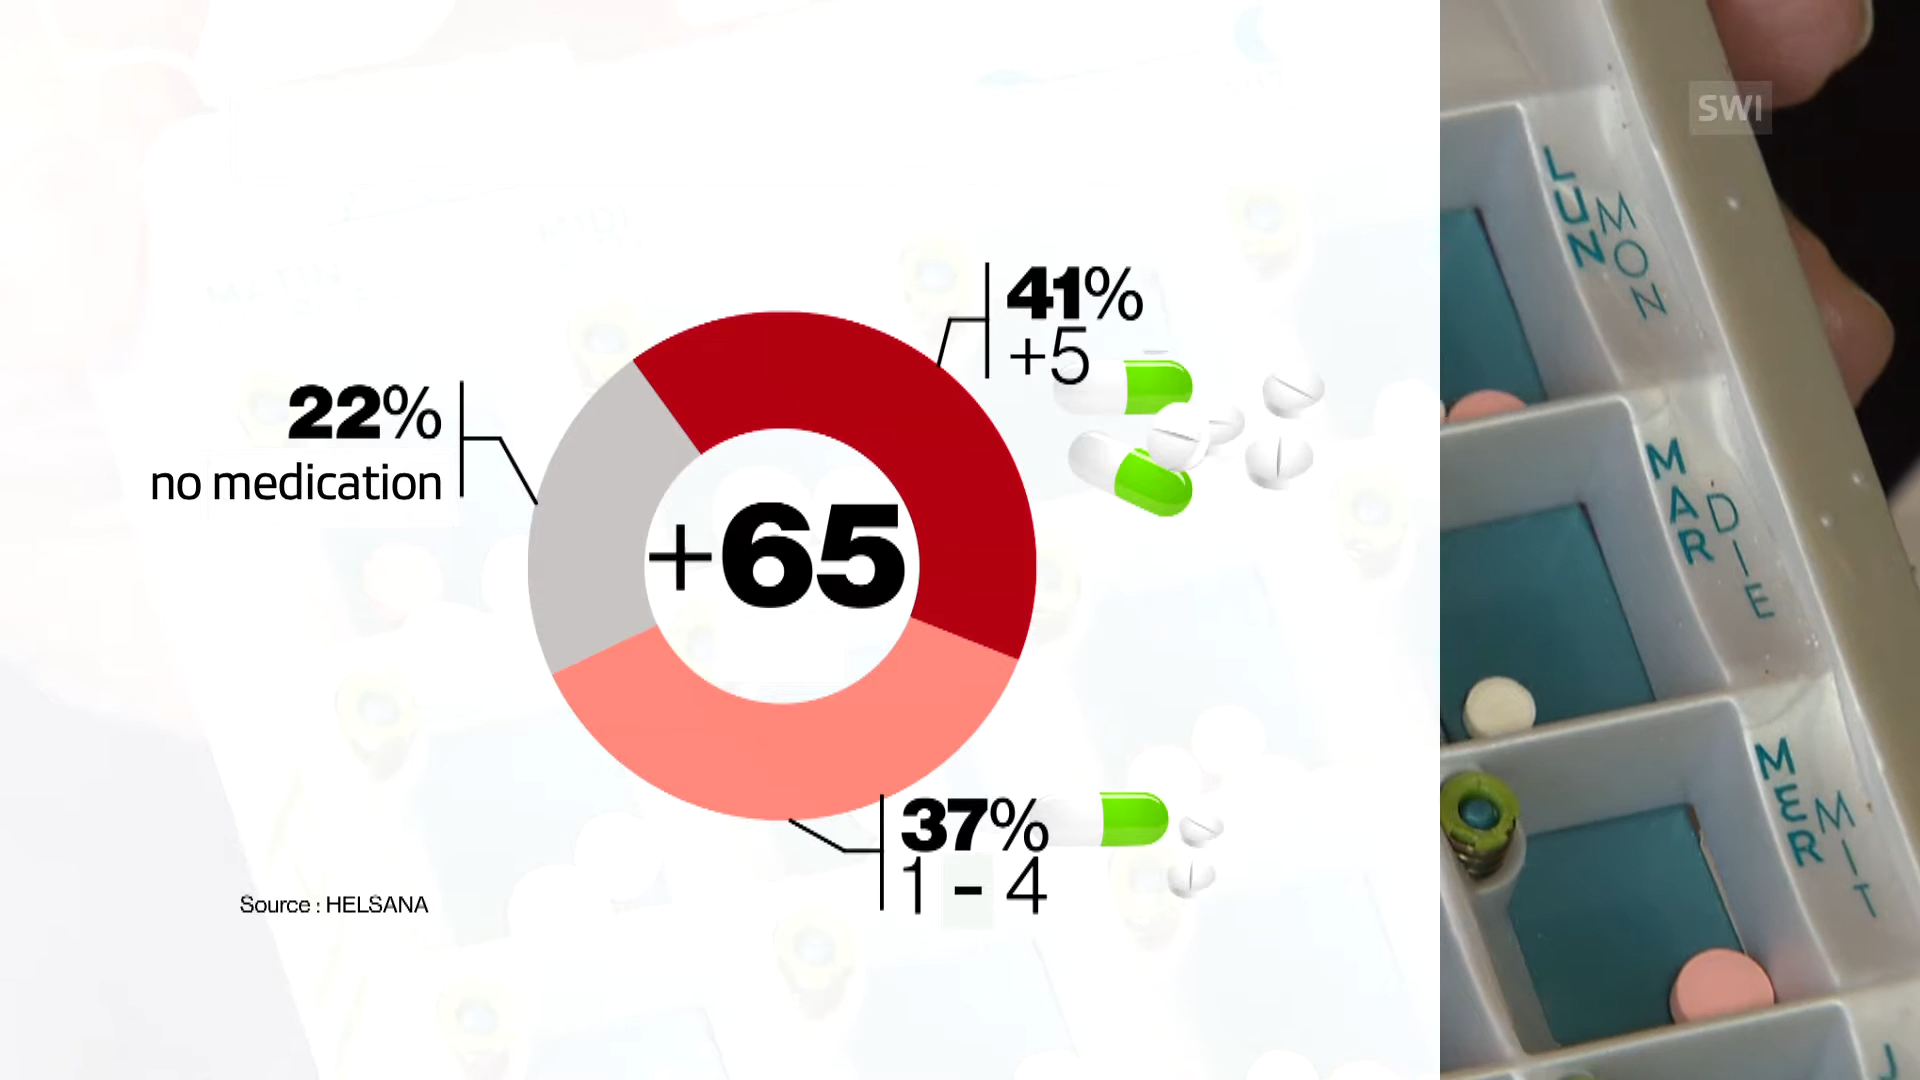 41%
+5
22%
no medication
+65
37%
1 - 4
Source : HELSANA
SWI
LUN
MON
MAR
DIE
MER
MIT
J